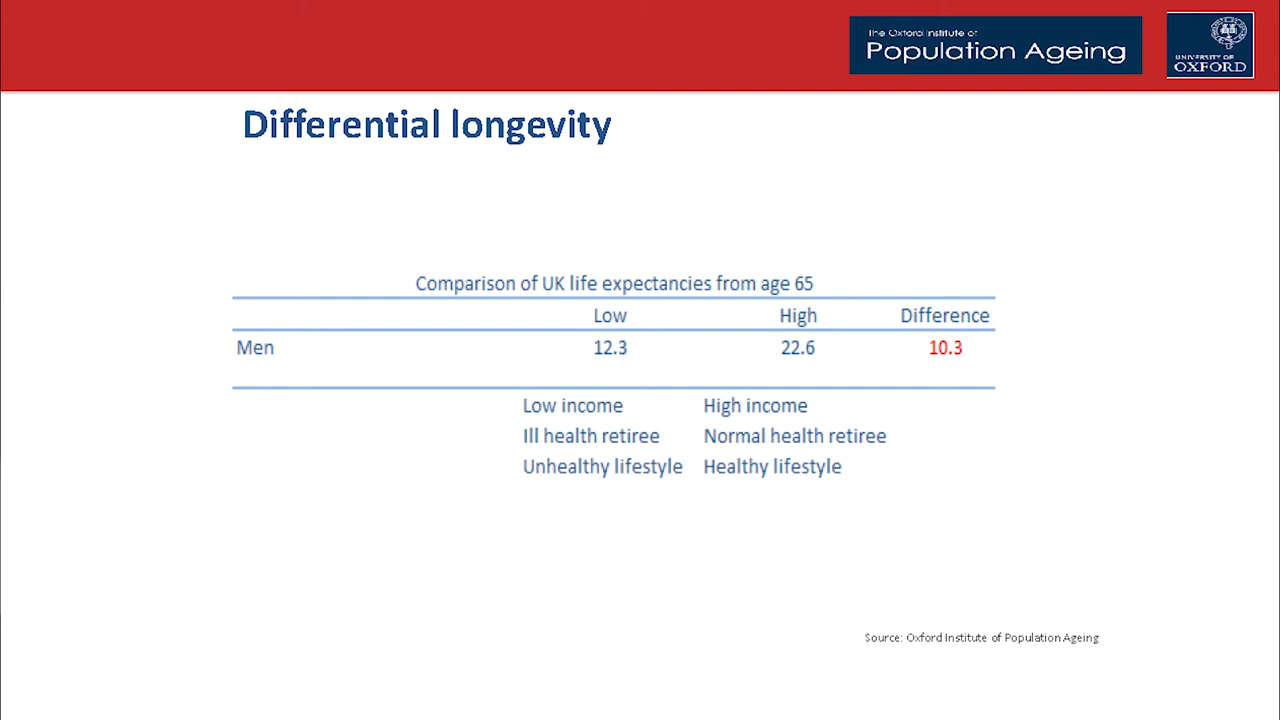 The Oxford Institute of
Population Ageing
UNIVERSITY OF
OXFORD
Differential longevity
Comparison of UK life expectancies from age 65
Low High Difference
Men 12.3 22.6 10.3
Low income High income
Ill health retiree Normal health retiree
Unhealthy lifestyle Healthy lifestyle
Source: Oxford Institute of Population Ageing